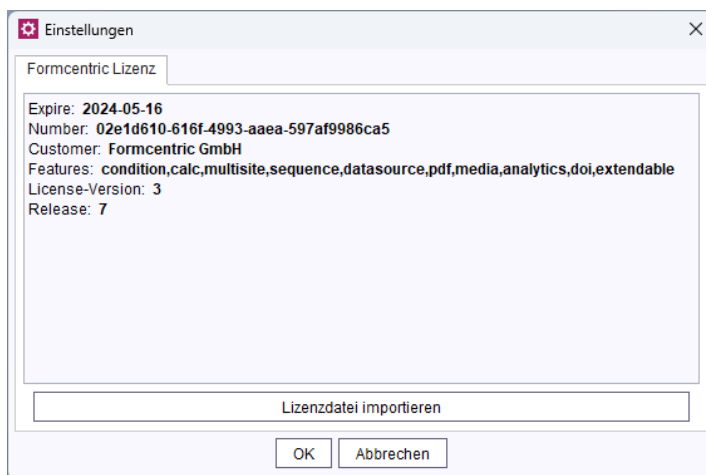 Einstellungen
Formcentric Lizenz
Expire: 2024-05-16
Number: 02e1d610-616f-4993-aaea-597af9986ca5
Customer: Formcentric GmbH
Features: condition,calc,multisite,sequence,datasource,pdf,media,analytics,doi,extendable
License-Version: 3
Release: 7
Lizenzdatei importieren
OK Abbrechen